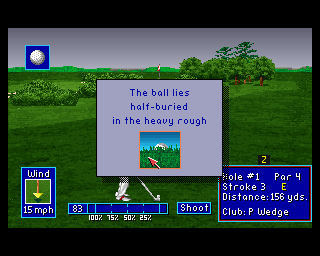 The ball lies
half-buried
in the heavy rough
Z
Wind
15 mph
83
100% 75% 50% 25%
Shoot
Hole #1 Par 4
Stroke 3 E
Distance:156 yds.
Club: P Wedge